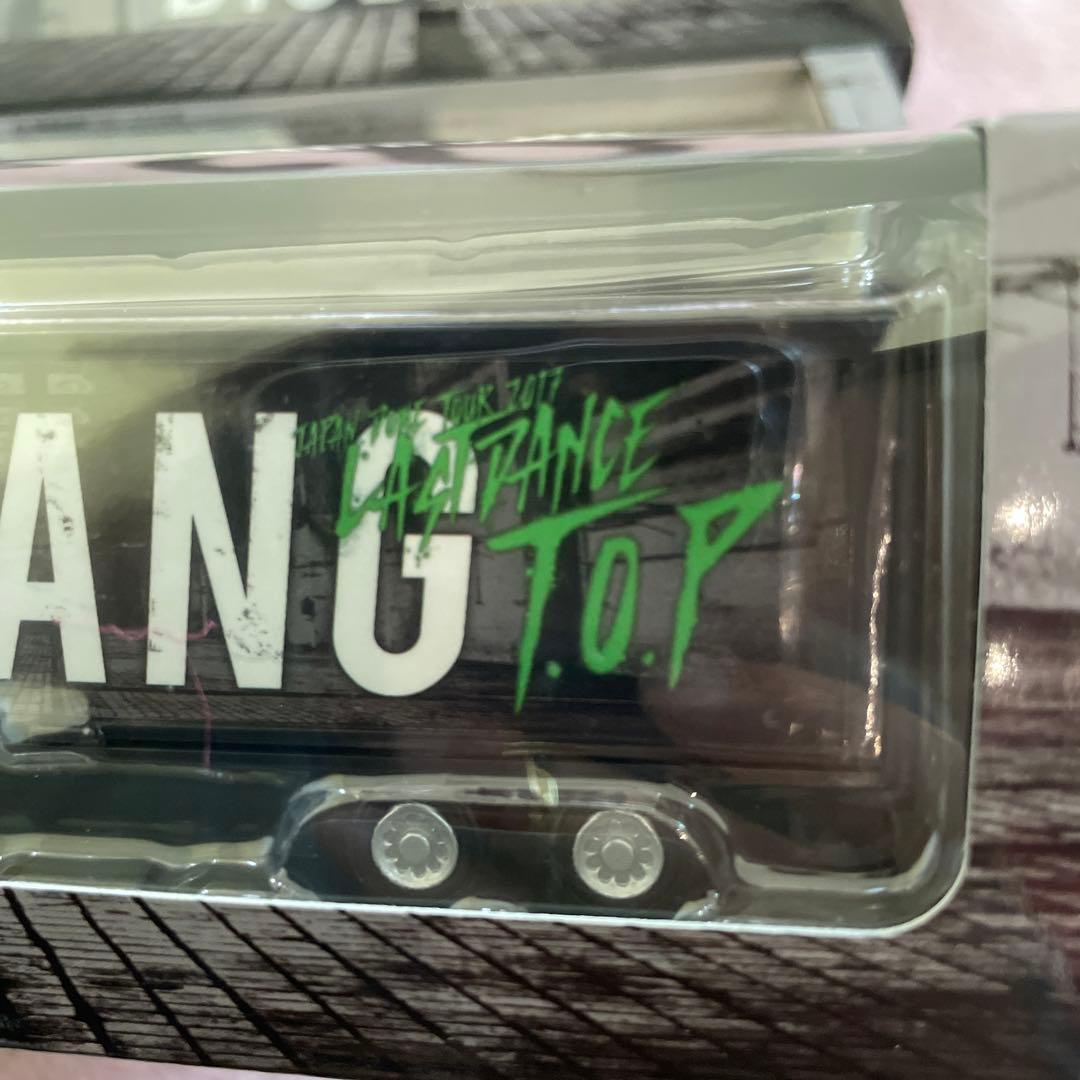 ANG
JAPAN DOME TOUR 2017
LAST DANCE
T.O.P